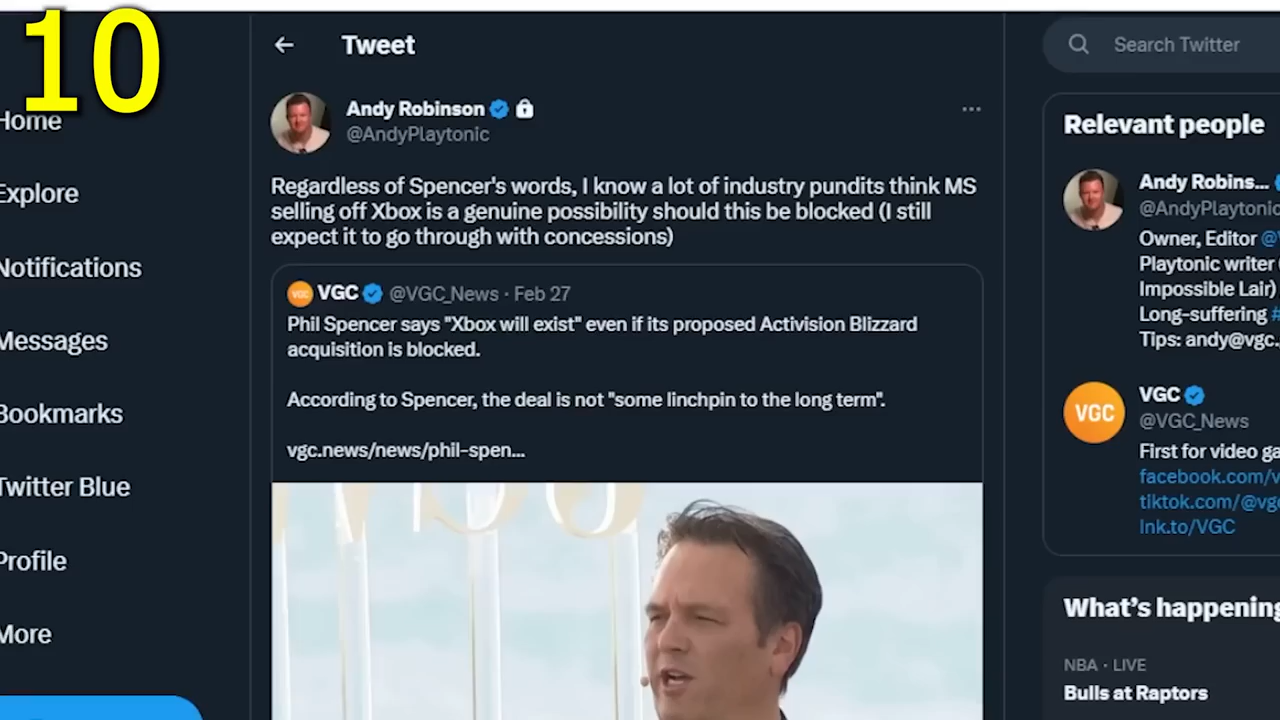 10
Home
Explore
Notifications
Messages
Bookmarks
Twitter Blue
Profile
More
Tweet
Andy Robinson
@AndyPlaytonic
Regardless of Spencer's words, I know a lot of industry pundits think MS
selling off Xbox is a genuine possibility should this be blocked (I still
expect it to go through with concessions)
VGC VGC @VGC_News · Feb 27
Phil Spencer says "Xbox will exist" even if its proposed Activision Blizzard
acquisition is blocked.
According to Spencer, the deal is not "some linchpin to the long term".
vgc.news/news/phil-spen...
Search Twitter
Relevant people
Andy Robins...
@AndyPlaytonic
Owner, Editor @
Playtonic writer (
Impossible Lair)
Long-suffering #
Tips: andy@vgc.
VGC
VGC
@VGC_News
First for video ga
facebook.com/v
tiktok.com/@vgc
lnk.to/VGC
What's happening
NBA · LIVE
Bulls at Raptors